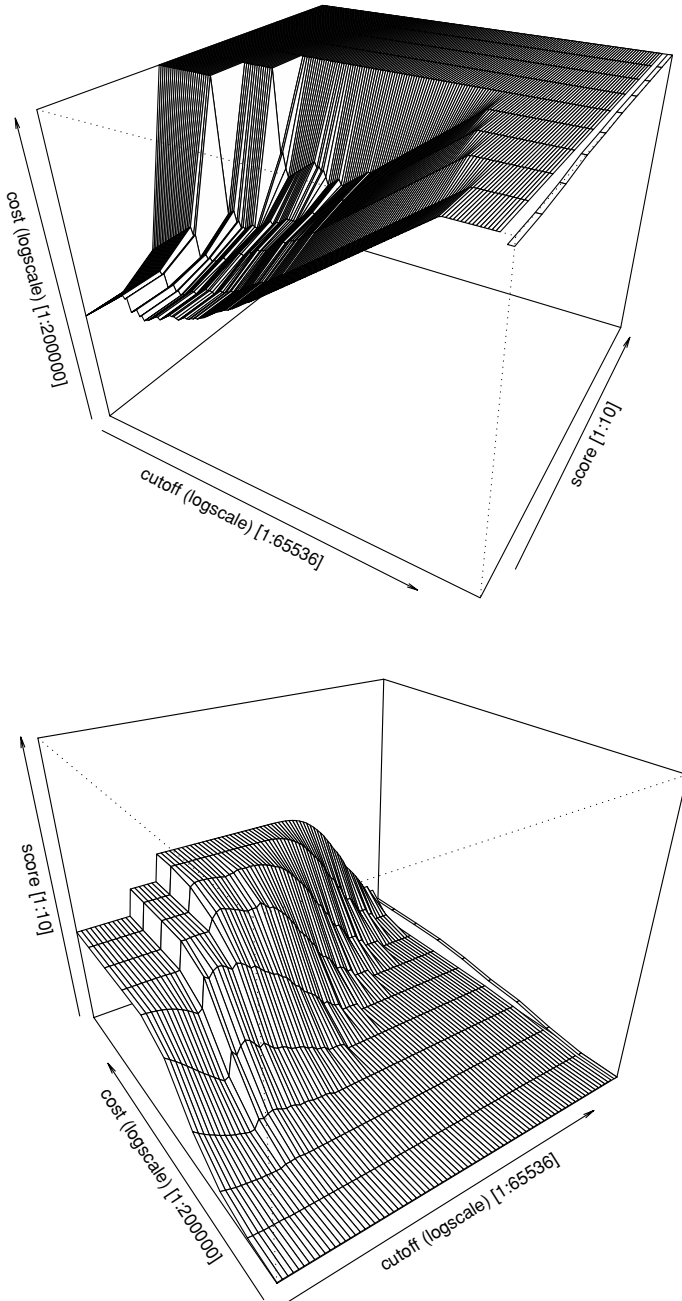 cost (logscale) [1:200000]
cutoff (logscale) [1:65536]
score [1:10]
score [1:10]
cost (logscale) [1:200000]
cutoff (logscale) [1:65536]